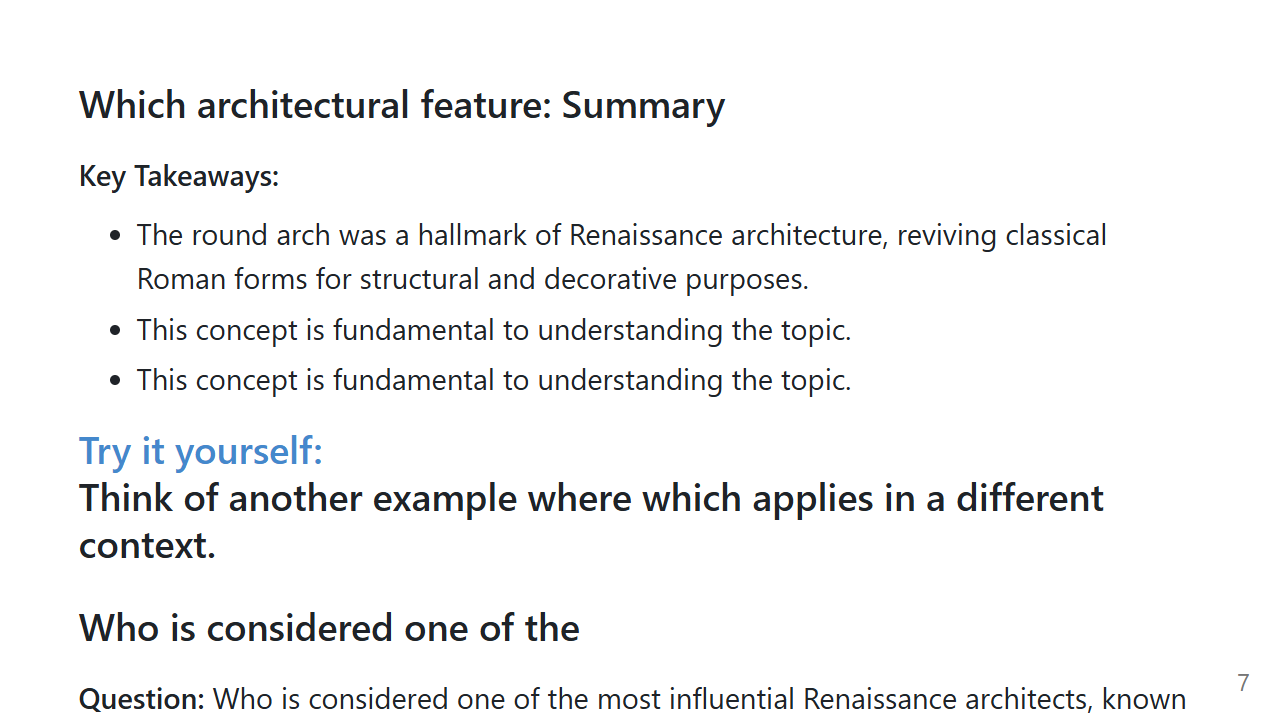 Which architectural feature: Summary
Key Takeaways:
The round arch was a hallmark of Renaissance architecture, reviving classical
Roman forms for structural and decorative purposes.
This concept is fundamental to understanding the topic.
This concept is fundamental to understanding the topic.
Try it yourself:
Think of another example where which applies in a different
context.
Who is considered one of the
Question: Who is considered one of the most influential Renaissance architects, known
7